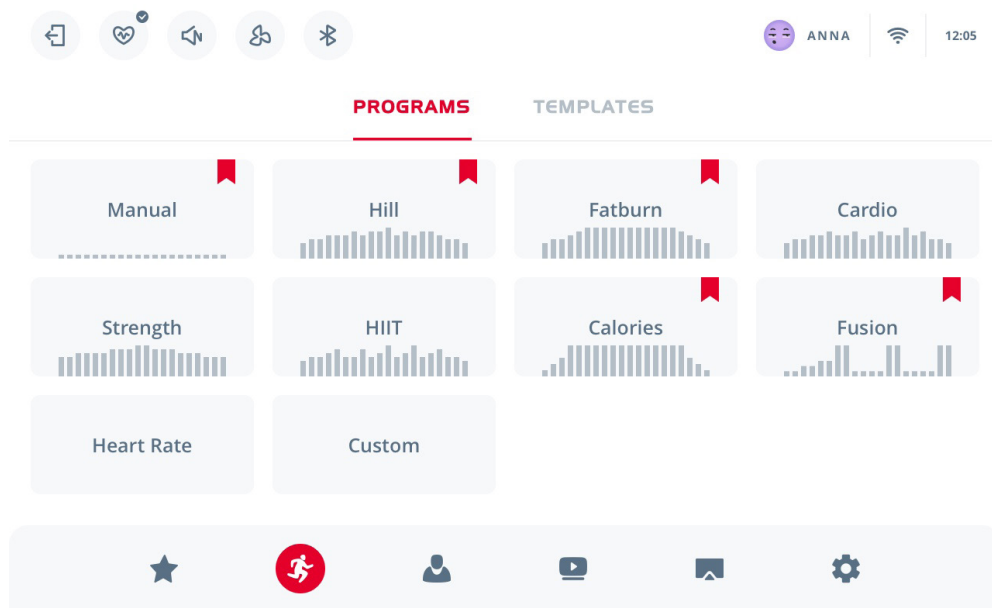 ANNA
12:05
PROGRAMS TEMPLATES
Manual Hill Fatburn Cardio
Strength HIIT Calories Fusion
Heart Rate Custom